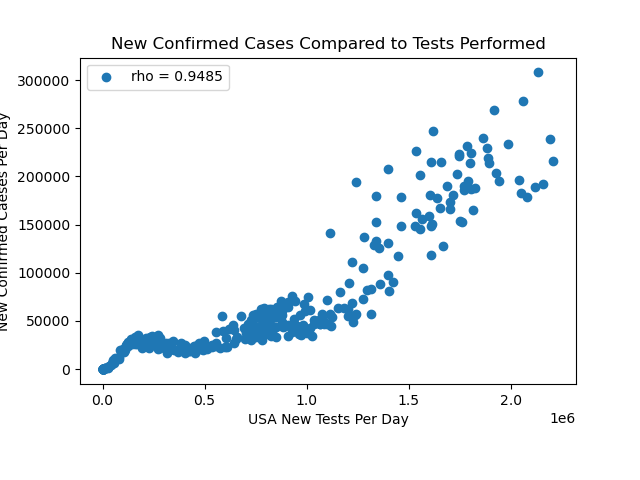 New Confirmed Cases Compared to Tests Performed
rho = 0.9485
300000
250000
200000
150000
100000
50000
0
New Confirmed Caeses Per Day
0.0 0.5 1.0 1.5 2.0
1e6
USA New Tests Per Day